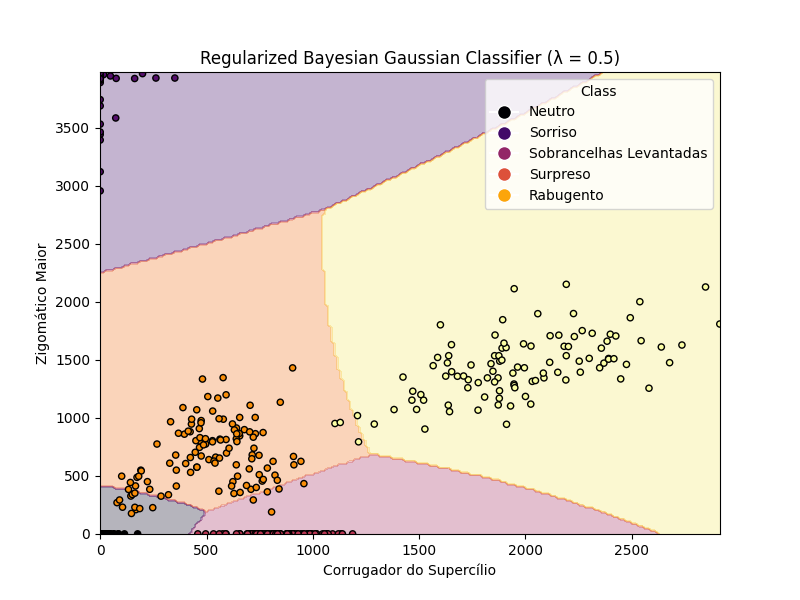 Regularized Bayesian Gaussian Classifier (λ = 0.5)
Class
Neutro
Sorriso
Sobrancelhas Levantadas
Surpreso
Rabugento
Zigomático Maior
3500
3000
2500
2000
1500
1000
500
0
0 500 1000 1500 2000 2500
Corrugador do Supercílio